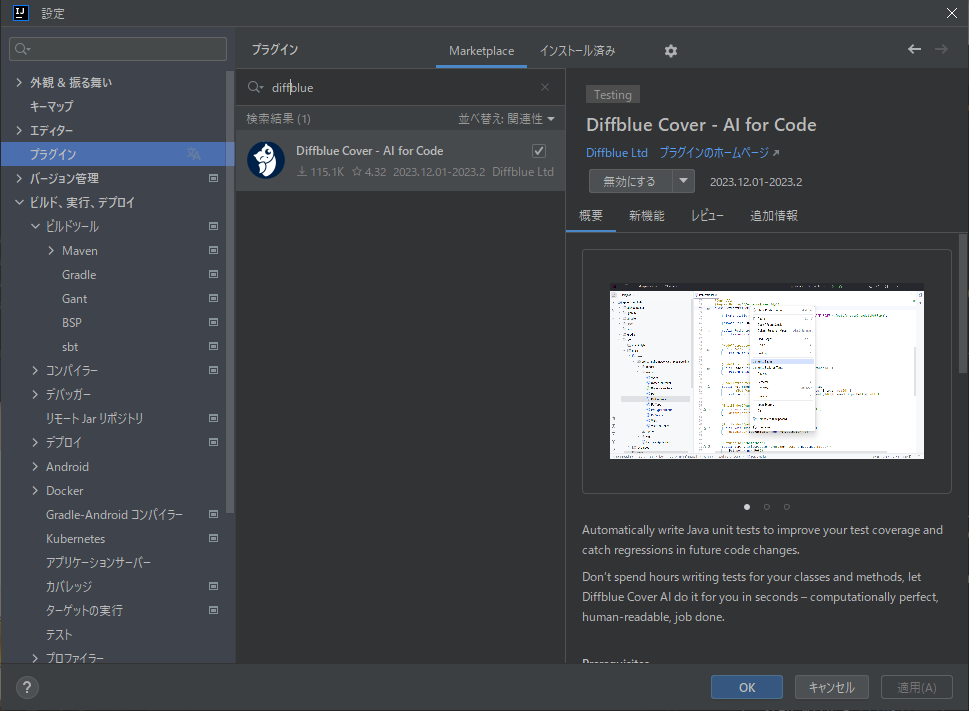 設定
外観 & 振る舞い
キーマップ
エディター
プラグイン
バージョン管理
ビルド、実行、デプロイ
ビルドツール
Maven
Gradle
Gant
BSP
sbt
コンパイラー
デバッガー
リモート Jar リポジトリ
デプロイ
Android
Docker
Gradle-Android コンパイラー
Kubernetes
アプリケーションサーバー
カバレッジ
ターゲットの実行
テスト
プロファイラー
プラグイン
Marketplace
インストール済み
diffblue
検索結果 (1)
並べ替え: 関連性
Diffblue Cover - AI for Code
115.1K 4.32 2023.12.01-2023.2 Diffblue Ltd
Testing
Diffblue Cover - AI for Code
Diffblue Ltd プラグインのホームページ
無効にする 2023.12.01-2023.2
概要 新機能 レビュー 追加情報
Automatically write Java unit tests to improve your test coverage and
catch regressions in future code changes.
Don't spend hours writing tests for your classes and methods, let
Diffblue Cover AI do it for you in seconds – computationally perfect,
human-readable, job done.
Prerequisites
?
OK
キャンセル
適用(A)